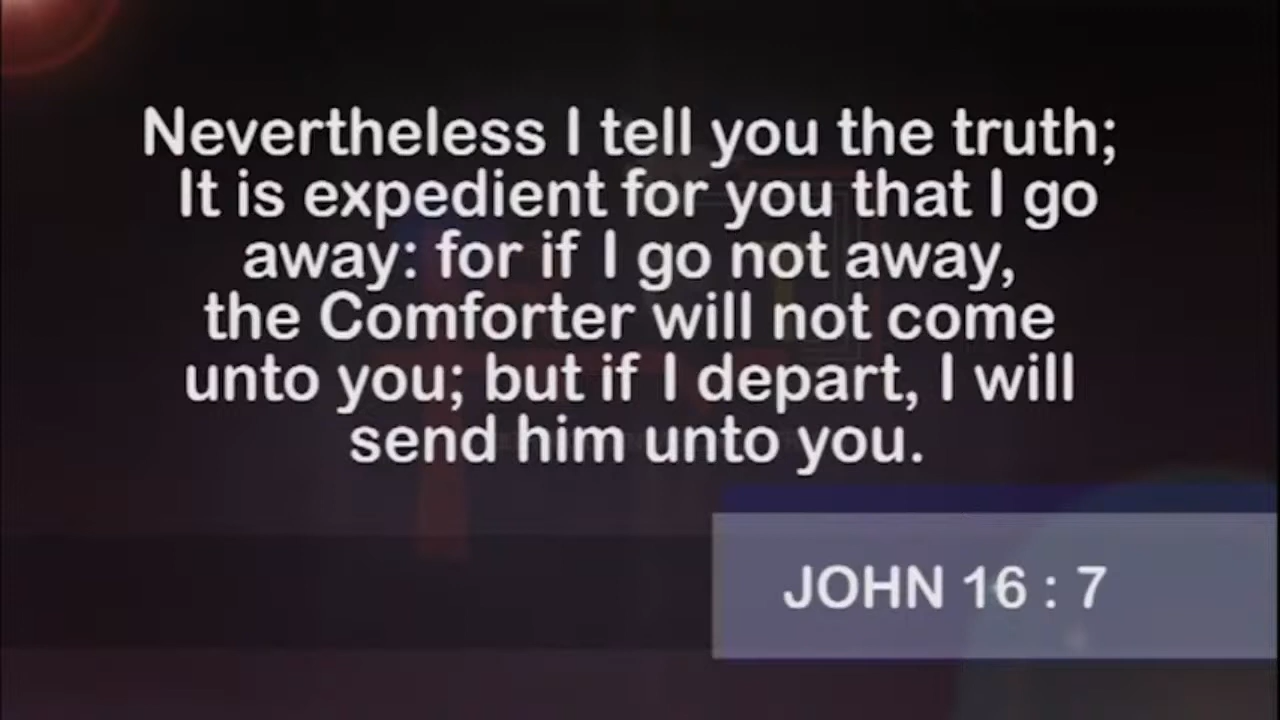 Nevertheless I tell you the truth;
It is expedient for you that I go
away: for if I go not away,
the Comforter will not come
unto you; but if I depart, I will
send him unto you.
JOHN 16 : 7